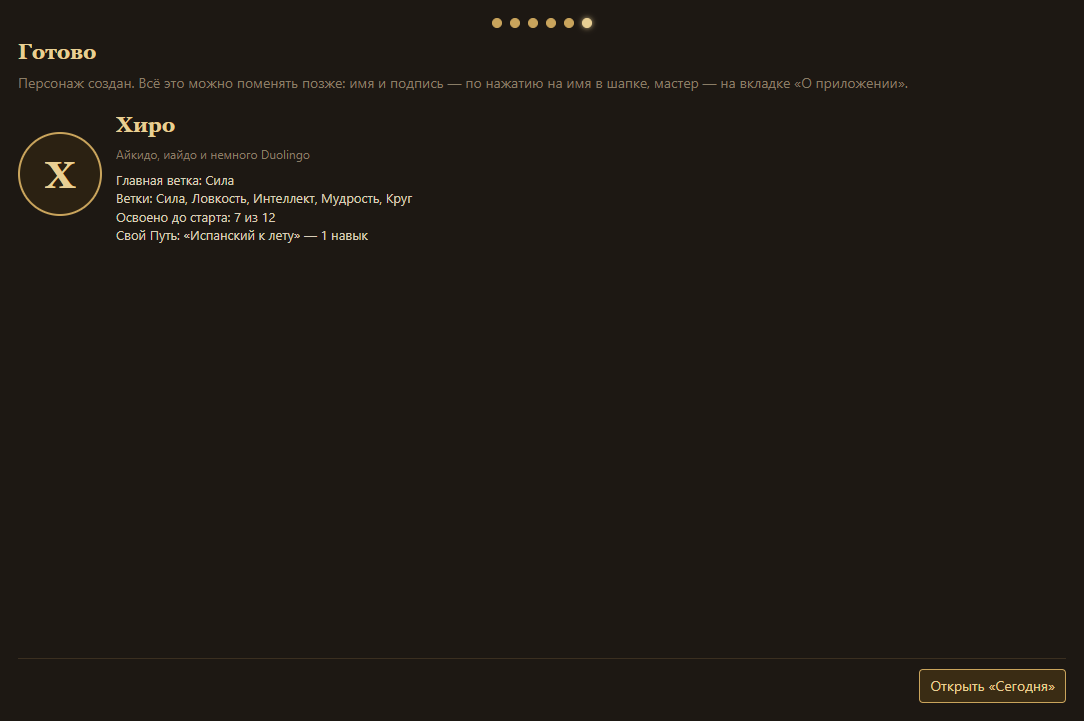 Готово
Персонаж создан. Всё это можно поменять позже: имя и подпись — по нажатию на имя в шапке, мастер — на вкладке «О приложении».
Хиро
Х
Айкидо, иайдо и немного Duolingo
Главная ветка: Сила
Ветки: Сила, Ловкость, Интеллект, Мудрость, Круг
Освоено до старта: 7 из 12
Свой Путь: «Испанский к лету» — 1 навык
Открыть «Сегодня»